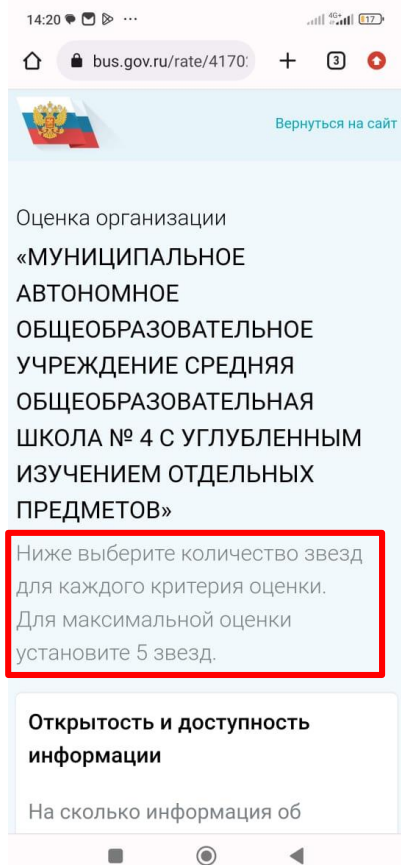 14:20
4G+
17
bus.gov.ru/rate/4170
3
Вернуться на сайт
Оценка организации
«МУНИЦИПАЛЬНОЕ
АВТОНОМНОЕ
ОБЩЕОБРАЗОВАТЕЛЬНОЕ
УЧРЕЖДЕНИЕ СРЕДНЯЯ
ОБЩЕОБРАЗОВАТЕЛЬНАЯ
ШКОЛА № 4 С УГЛУБЛЕННЫМ
ИЗУЧЕНИЕМ ОТДЕЛЬНЫХ
ПРЕДМЕТОВ»
Ниже выберите количество звезд
для каждого критерия оценки.
Для максимальной оценки
установите 5 звезд.
Открытость и доступность
информации
На сколько информация об